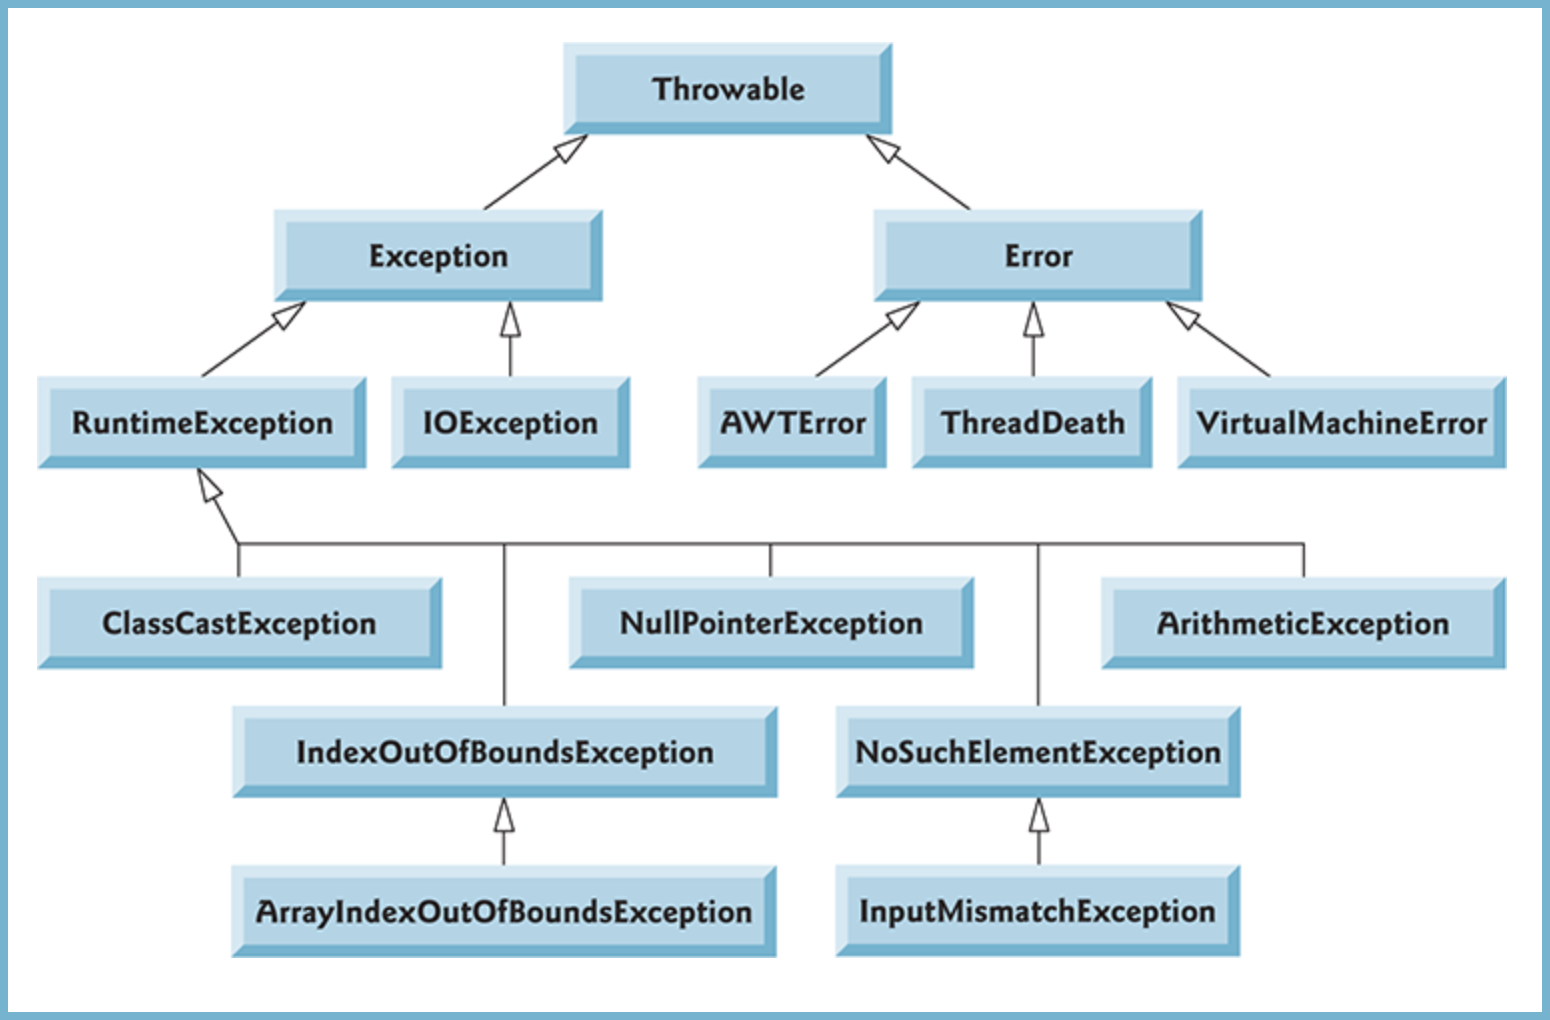 Throwable
Exception
Error
RuntimeException
IOException
AWTError
ThreadDeath
VirtualMachineError
ClassCastException
NullPointerException
ArithmeticException
IndexOutOfBoundsException
NoSuchElementException
ArrayIndexOutOfBoundsException
InputMismatchException